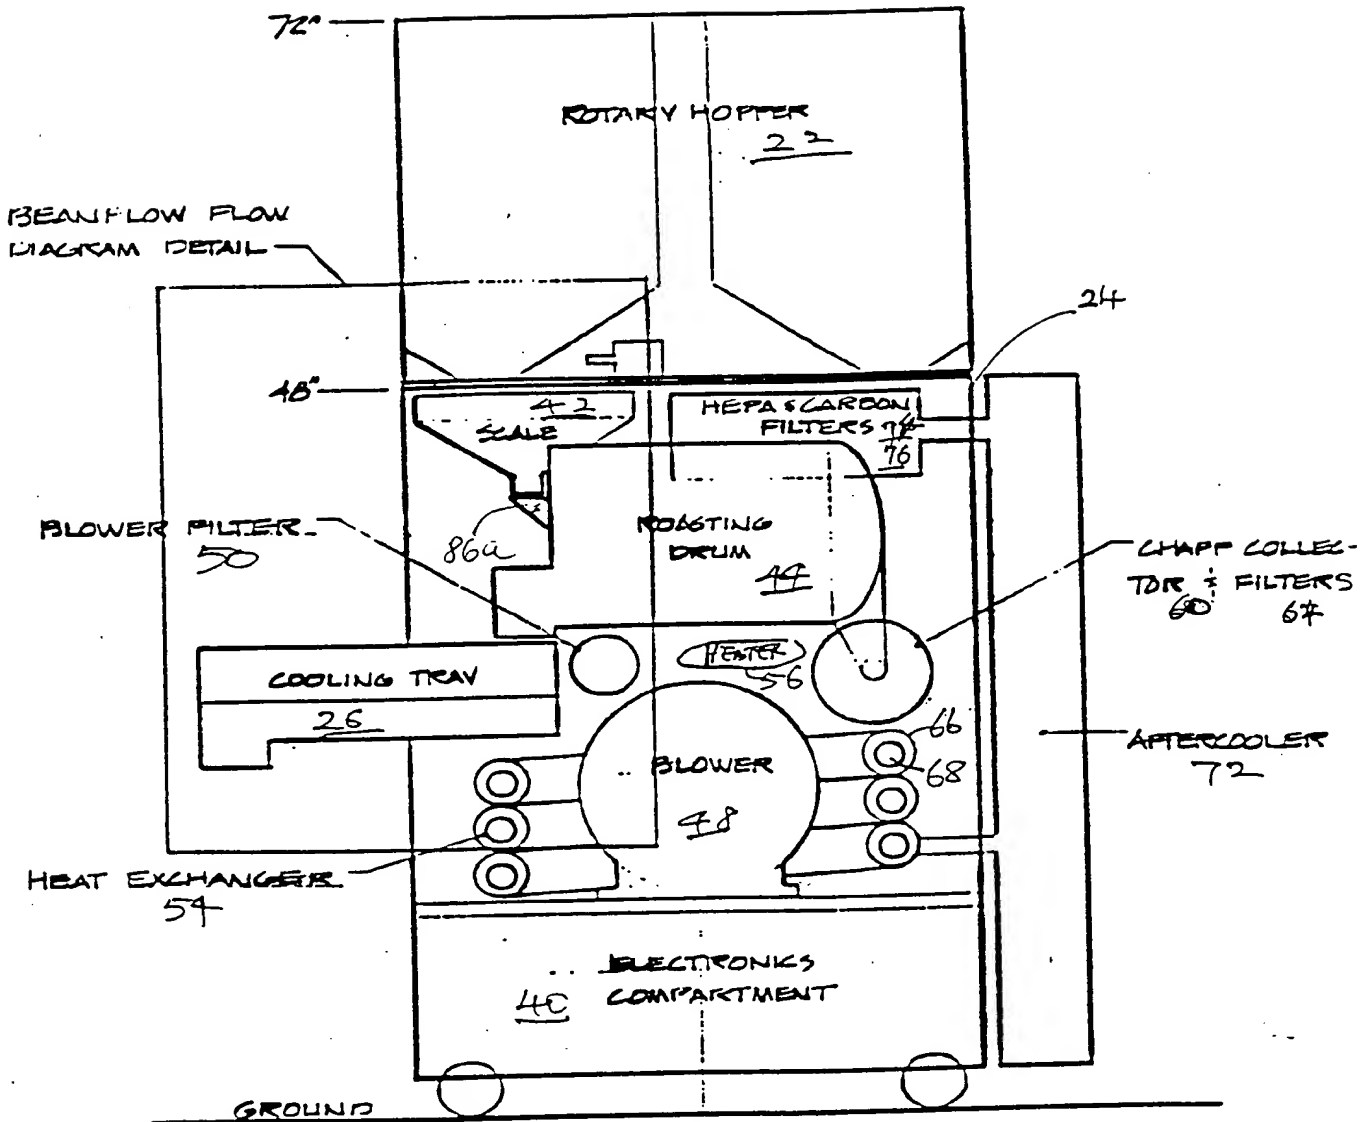 72"
ROTARY HOPPER
22
BEANFLOW FLOW
DIAGRAM DETAIL
24
48"
42
SCALE
HEPA & CARBON
FILTERS 74
76
BLOWER FILTER
50
86a
ROASTING
DRUM
44
CHAFF COLLEC-
TOR & FILTERS
60 64
HEATER
56
COOLING TRAY
26
66
68
BLOWER
48
AFTERCOOLER
72
HEAT EXCHANGER
54
ELECTRONICS
COMPARTMENT
40
GROUND